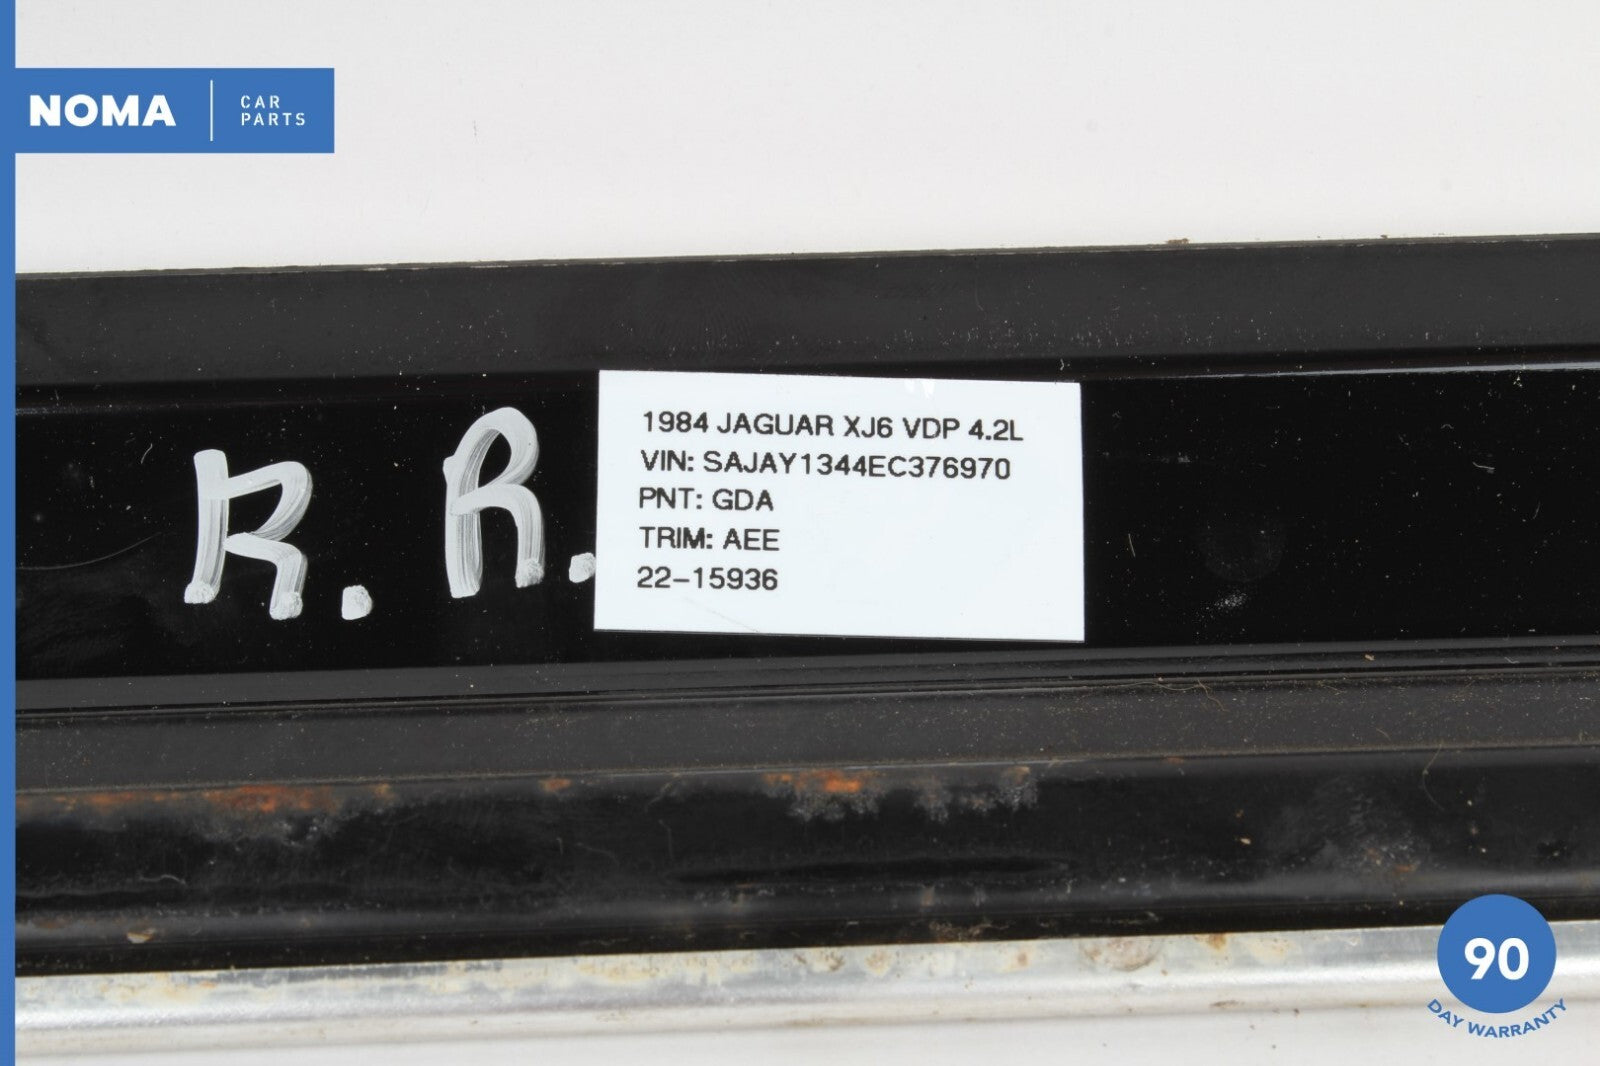 NOMA
CAR
PARTS
R. R.
1984 JAGUAR XJ6 VDP 4.2L
VIN: SAJAY1344EC376970
PNT: GDA
TRIM: AEE
22-15936
90
DAY WARRANTY